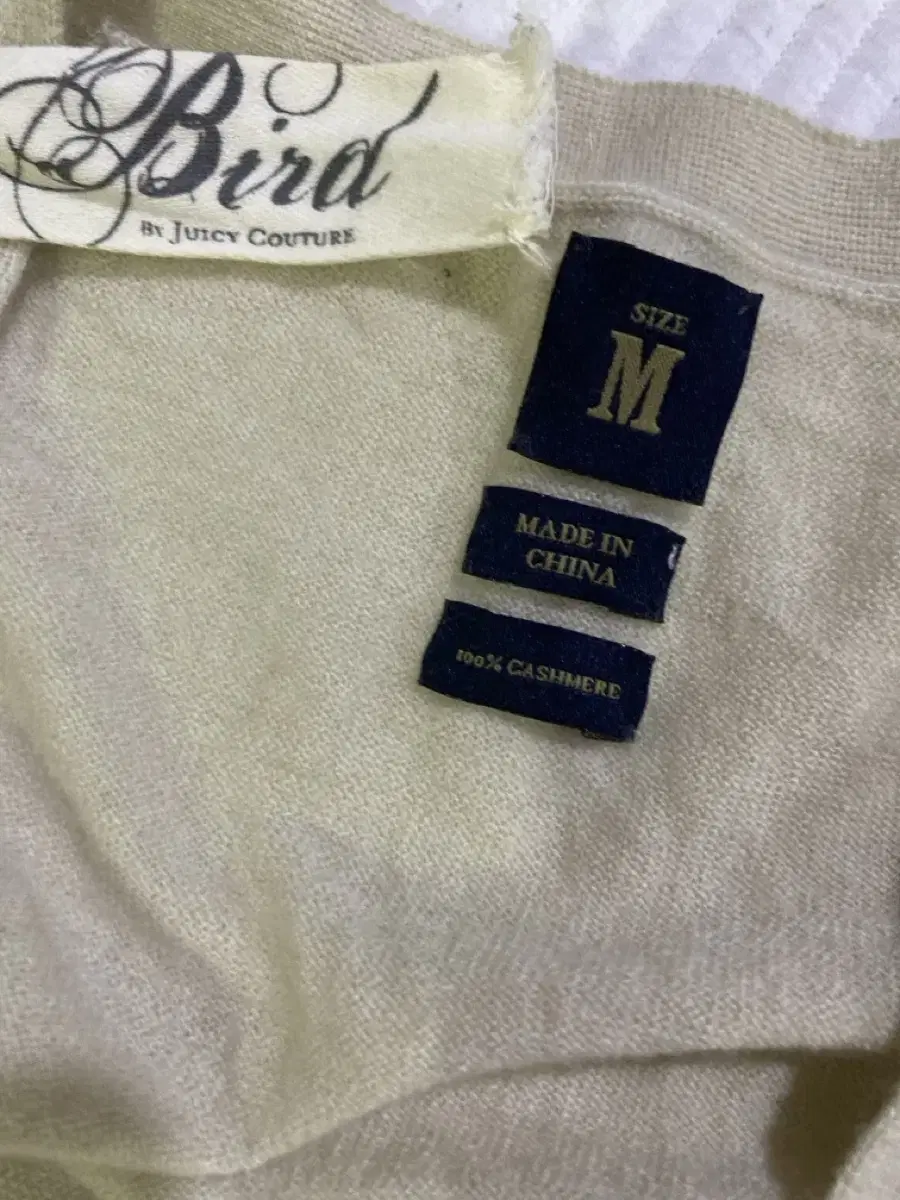 Bird
BY JUICY COUTURE
SIZE
M
MADE IN
CHINA
100% CASHMERE